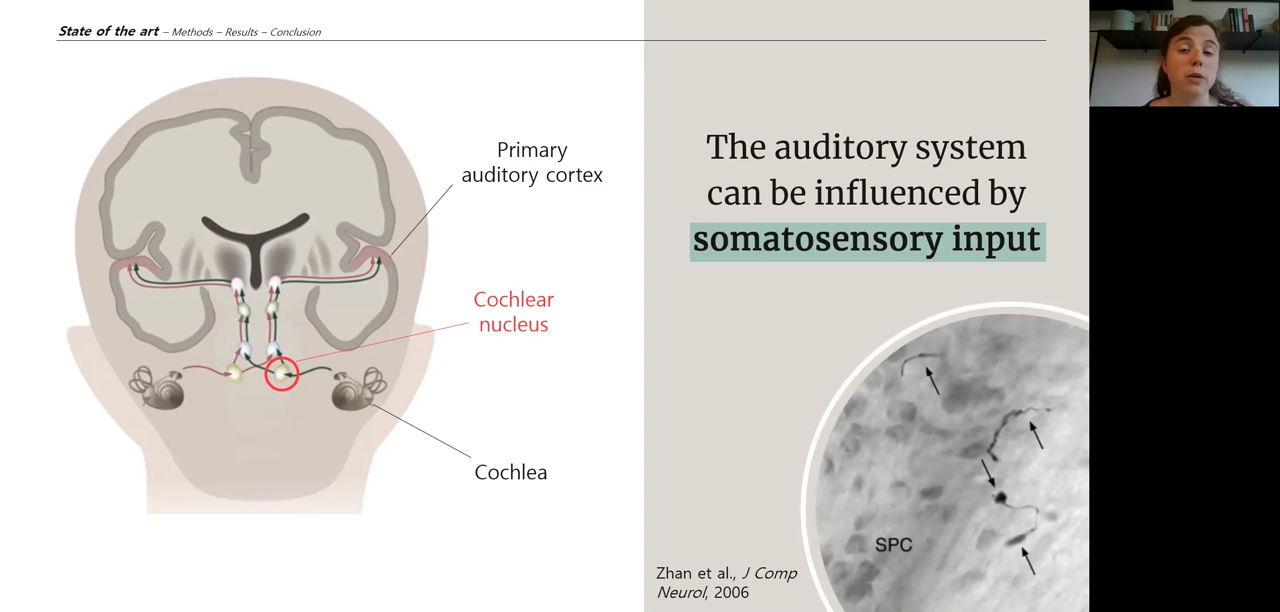 State of the art – Methods – Results – Conclusion
Primary
auditory cortex
Cochlear
nucleus
Cochlea
The auditory system
can be influenced by
somatosensory input
SPC
Zhan et al., J Comp
Neurol, 2006